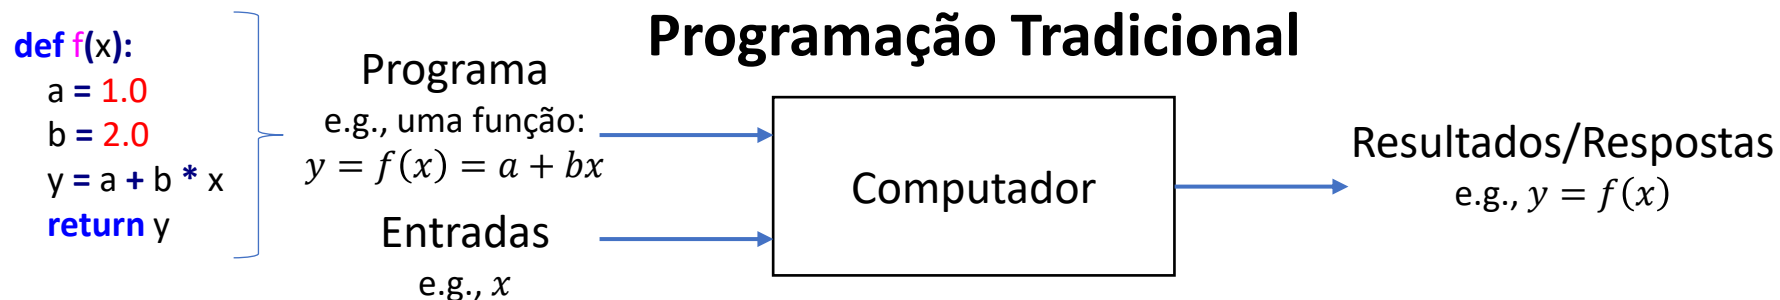 Programação Tradicional
def f(x):
a = 1.0
b = 2.0
y = a + b * x
return y
Programa
e.g., uma função:
y = f(x) = a + bx
Entradas
e.g., x
Computador
Resultados/Respostas
e.g., y = f(x)